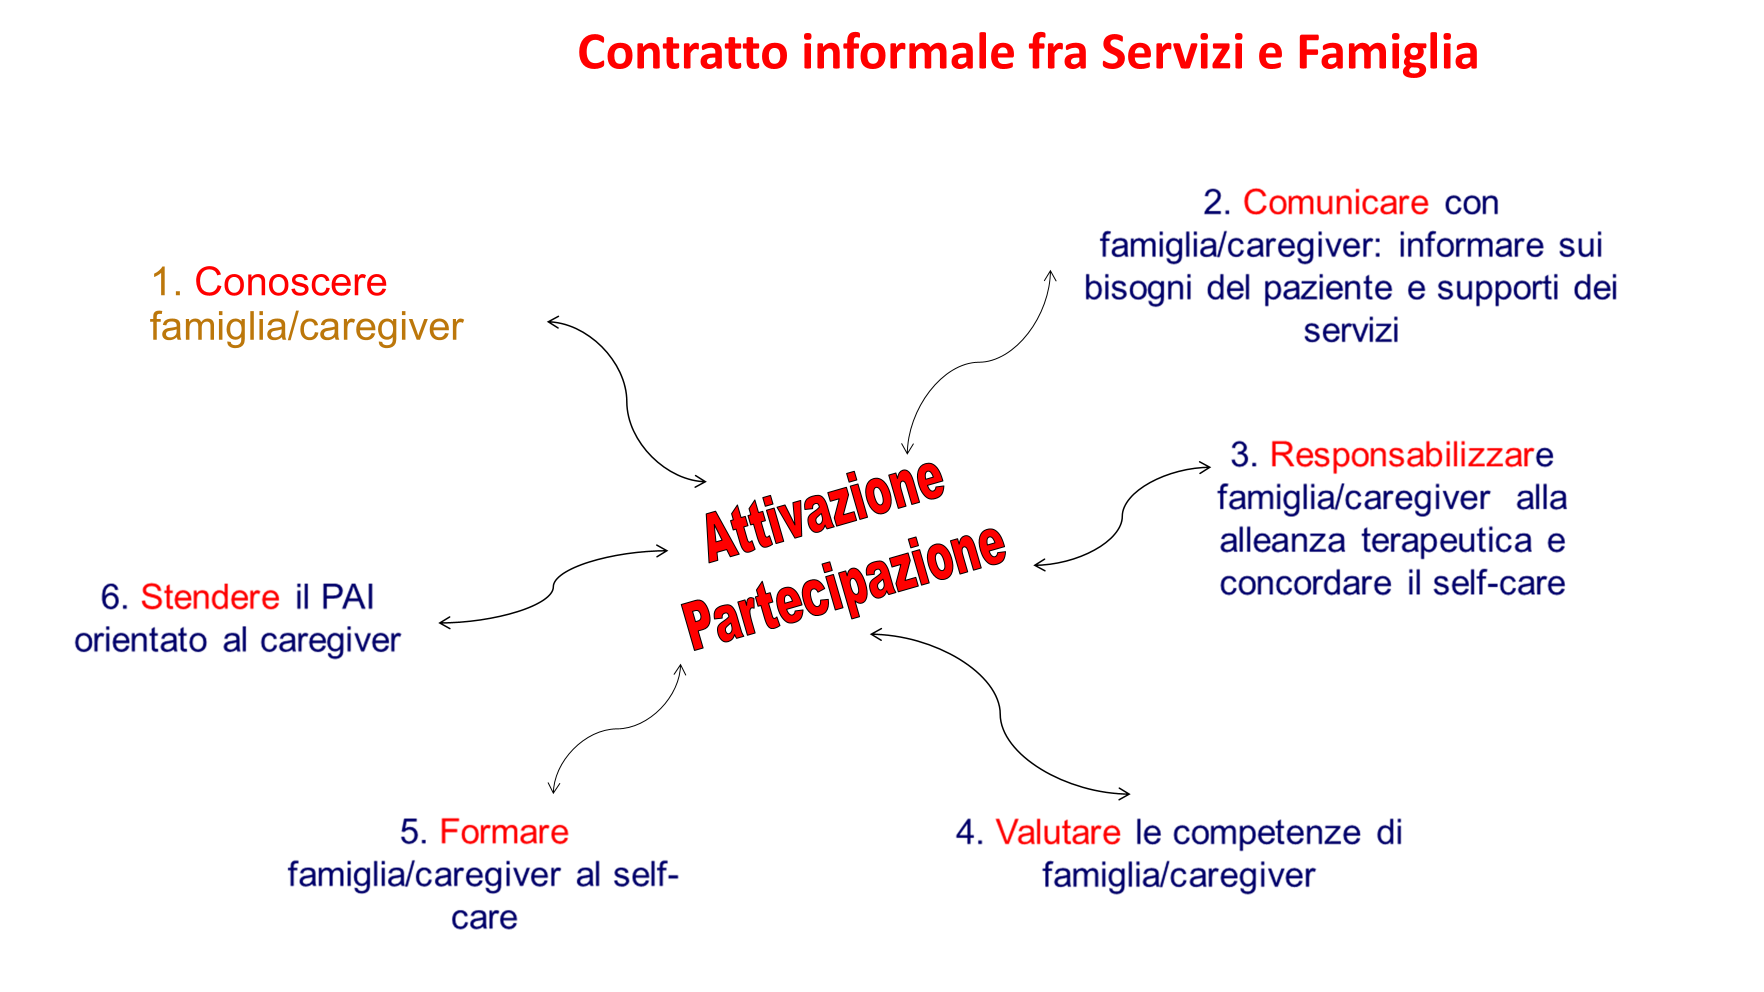 Contratto informale fra Servizi e Famiglia
1. Conoscere
famiglia/caregiver
2. Comunicare con
famiglia/caregiver: informare sui
bisogni del paziente e supporti dei
servizi
3. Responsabilizzare
famiglia/caregiver alla
alleanza terapeutica e
concordare il self-care
Attivazione
Partecipazione
6. Stendere il PAI
orientato al caregiver
5. Formare
famiglia/caregiver al self-
care
4. Valutare le competenze di
famiglia/caregiver